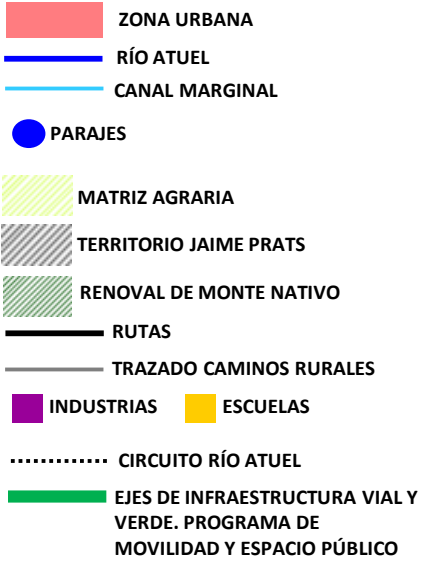 ZONA URBANA
RÍO ATUEL
CANAL MARGINAL
PARAJES
MATRIZ AGRARIA
TERRITORIO JAIME PRATS
RENOVAL DE MONTE NATIVO
RUTAS
TRAZADO CAMINOS RURALES
INDUSTRIAS ESCUELAS
CIRCUITO RÍO ATUEL
EJES DE INFRAESTRUCTURA VIAL Y
VERDE. PROGRAMA DE
MOVILIDAD Y ESPACIO PÚBLICO